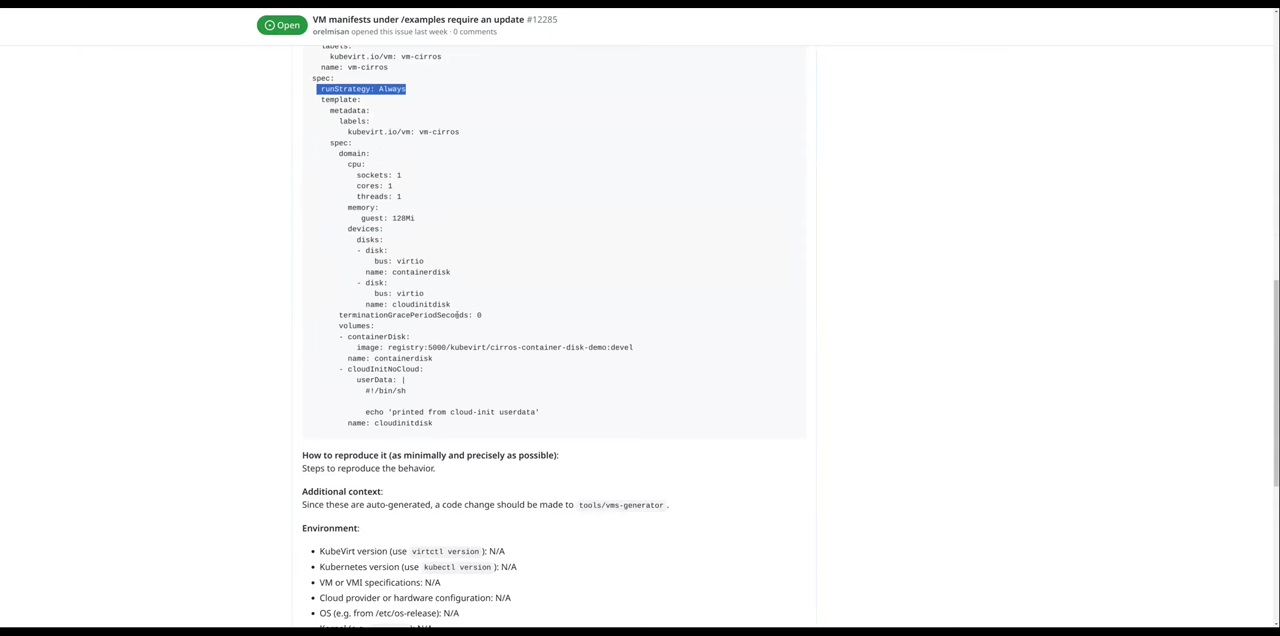 Open
VM manifests under /examples require an update #12285
orelmisan opened this issue last week · 0 comments
labels:
kubevirt.io/vm: vm-cirros
name: vm-cirros
spec:
runStrategy: Always
template:
metadata:
labels:
kubevirt.io/vm: vm-cirros
spec:
domain:
cpu:
sockets: 1
cores: 1
threads: 1
memory:
guest: 128Mi
devices:
disks:
- disk:
bus: virtio
name: containerdisk
- disk:
bus: virtio
name: cloudinitdisk
terminationGracePeriodSeconds: 0
volumes:
- containerDisk:
image: registry:5000/kubevirt/cirros-container-disk-demo:devel
name: containerdisk
- cloudInitNoCloud:
userData: |
#!/bin/sh
echo 'printed from cloud-init userdata'
name: cloudinitdisk
How to reproduce it (as minimally and precisely as possible):
Steps to reproduce the behavior.
Additional context:
Since these are auto-generated, a code change should be made to tools/vms-generator .
Environment:
• KubeVirt version (use virtctl version ): N/A
• Kubernetes version (use kubectl version ): N/A
• VM or VMI specifications: N/A
• Cloud provider or hardware configuration: N/A
• OS (e.g. from /etc/os-release): N/A